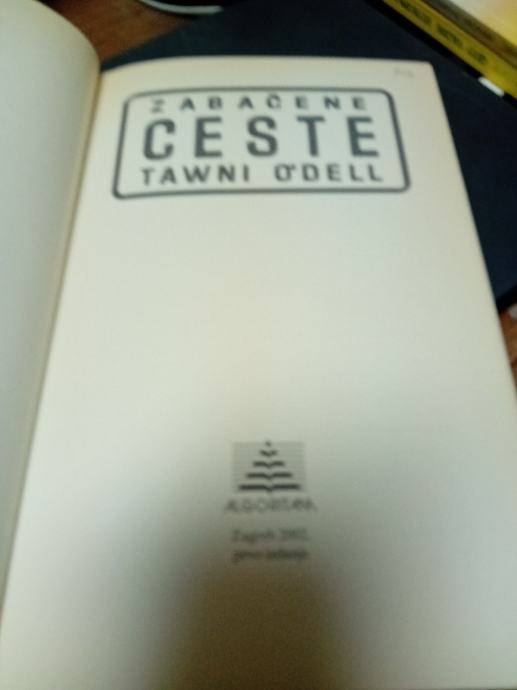 ZABAČENE
CESTE
TAWNI O'DELL
ALGORITAM
Zagreb 2002.
prvo izdanje